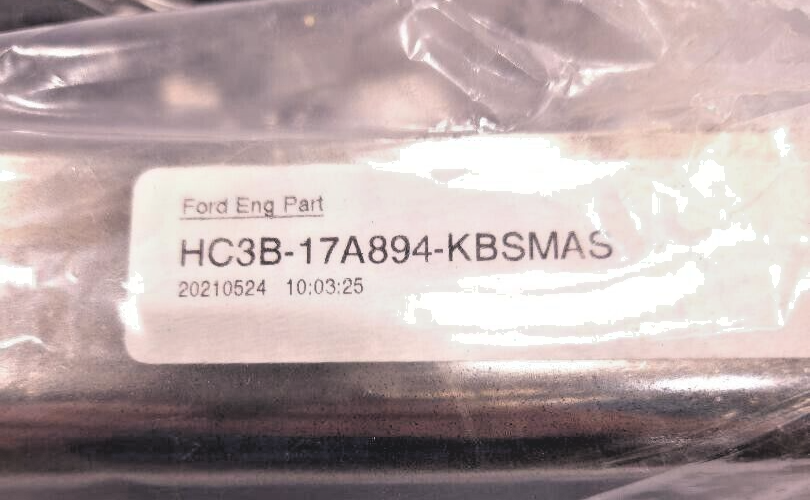 Ford Eng Part
HC3B-17A894-KBSMAS
20210524 10:03:25